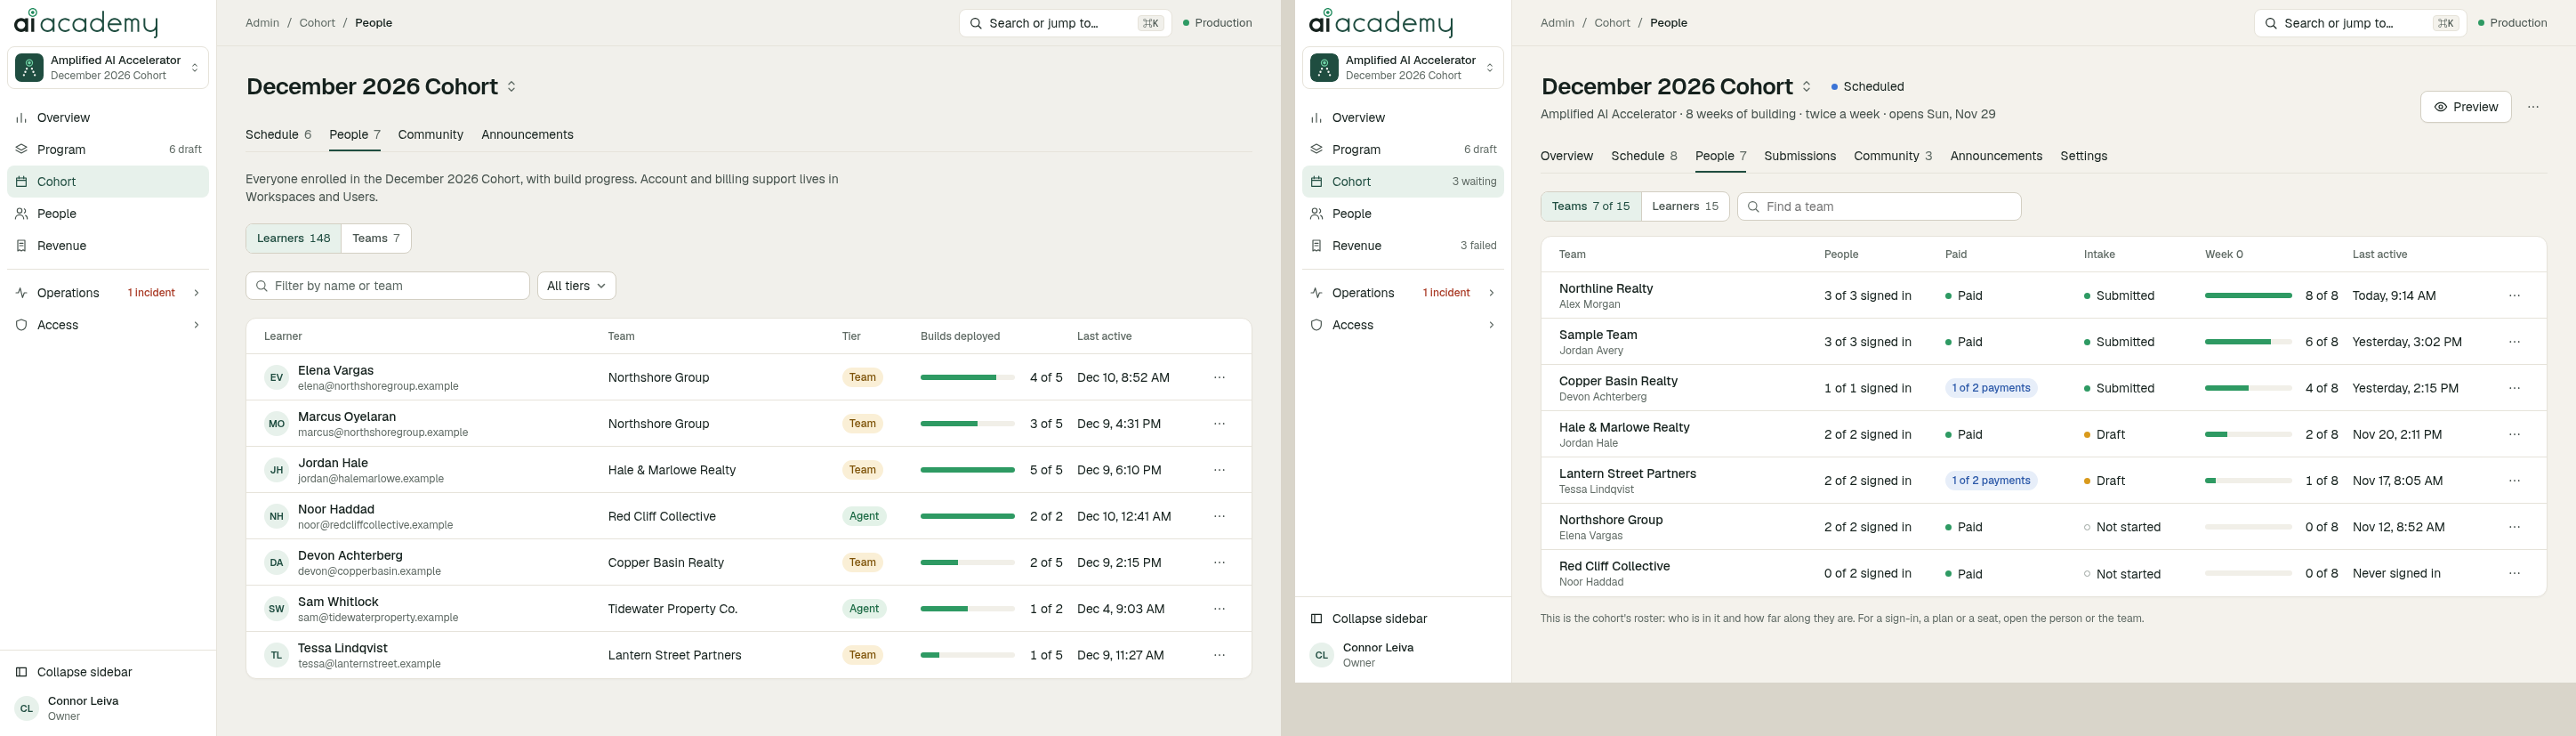 ai academy
Amplified AI Accelerator
December 2026 Cohort
Overview
Program 6 draft
Cohort
People
Revenue
Operations 1 incident
Access
Collapse sidebar
CL Connor Leiva
Owner
Admin / Cohort / People
Search or jump to... ⌘K
Production
December 2026 Cohort
Schedule 6 People 7 Community Announcements
Everyone enrolled in the December 2026 Cohort, with build progress. Account and billing support lives in
Workspaces and Users.
Learners 148 Teams 7
Filter by name or team All tiers
Learner Team Tier Builds deployed Last active
EV Elena Vargas Northshore Group Team 4 of 5 Dec 10, 8:52 AM ...
elena@northshoregroup.example
MO Marcus Oyelaran Northshore Group Team 3 of 5 Dec 9, 4:31 PM ...
marcus@northshoregroup.example
JH Jordan Hale Hale & Marlowe Realty Team 5 of 5 Dec 9, 6:10 PM ...
jordan@halemarlowe.example
NH Noor Haddad Red Cliff Collective Agent 2 of 2 Dec 10, 12:41 AM ...
noor@redcliffcollective.example
DA Devon Achterberg Copper Basin Realty Team 2 of 5 Dec 9, 2:15 PM ...
devon@copperbasin.example
SW Sam Whitlock Tidewater Property Co. Agent 1 of 2 Dec 4, 9:03 AM ...
sam@tidewaterproperty.example
TL Tessa Lindqvist Lantern Street Partners Team 1 of 5 Dec 9, 11:27 AM ...
tessa@lanternstreet.example
ai academy
Amplified AI Accelerator
December 2026 Cohort
Overview
Program 6 draft
Cohort 3 waiting
People
Revenue 3 failed
Operations 1 incident
Access
Collapse sidebar
CL Connor Leiva
Owner
Admin / Cohort / People
Search or jump to... ⌘K
Production
December 2026 Cohort Scheduled
Amplified AI Accelerator · 8 weeks of building · twice a week · opens Sun, Nov 29
Preview ...
Overview Schedule 8 People 7 Submissions Community 3 Announcements Settings
Teams 7 of 15 Learners 15 Find a team
Team People Paid Intake Week 0 Last active
Northline Realty 3 of 3 signed in Paid Submitted 8 of 8 Today, 9:14 AM ...
Alex Morgan
Sample Team 3 of 3 signed in Paid Submitted 6 of 8 Yesterday, 3:02 PM ...
Jordan Avery
Copper Basin Realty 1 of 1 signed in 1 of 2 payments Submitted 4 of 8 Yesterday, 2:15 PM ...
Devon Achterberg
Hale & Marlowe Realty 2 of 2 signed in Paid Draft 2 of 8 Nov 20, 2:11 PM ...
Jordan Hale
Lantern Street Partners 2 of 2 signed in 1 of 2 payments Draft 1 of 8 Nov 17, 8:05 AM ...
Tessa Lindqvist
Northshore Group 2 of 2 signed in Paid Not started 0 of 8 Nov 12, 8:52 AM ...
Elena Vargas
Red Cliff Collective 0 of 2 signed in Paid Not started 0 of 8 Never signed in ...
Noor Haddad
This is the cohort's roster: who is in it and how far along they are. For a sign-in, a plan or a seat, open the person or the team.